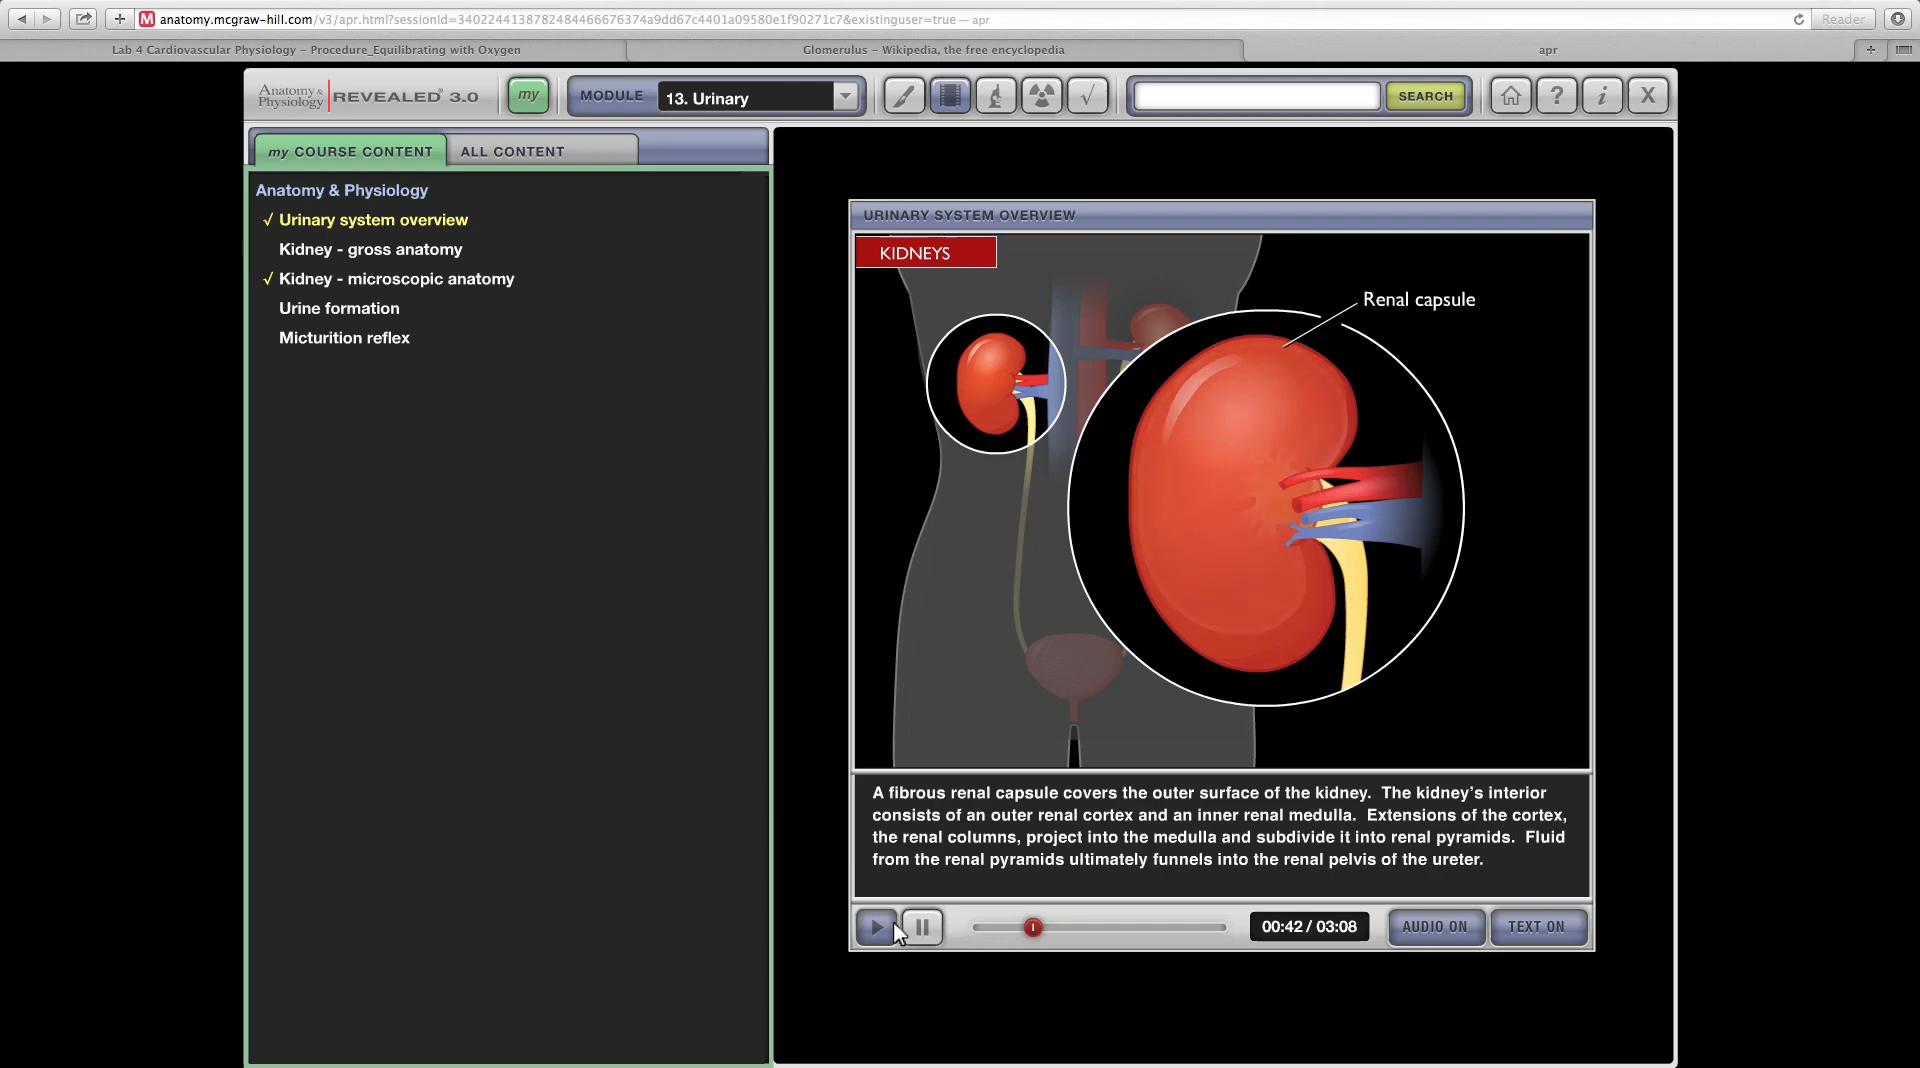 anatomy.mcgraw-hill.com/v3/apr.html?sessionId=3402244138782484466676374a9dd67c4401a09580e1f90271c7&existinguser=true — apr
Reader
Lab 4 Cardiovascular Physiology – Procedure_Equilibrating with Oxygen
Glomerulus – Wikipedia, the free encyclopedia
apr
Anatomy & Physiology REVEALED® 3.0
my
MODULE
13. Urinary
SEARCH
my COURSE CONTENT
ALL CONTENT
Anatomy & Physiology
√ Urinary system overview
Kidney - gross anatomy
√ Kidney - microscopic anatomy
Urine formation
Micturition reflex
URINARY SYSTEM OVERVIEW
KIDNEYS
Renal capsule
A fibrous renal capsule covers the outer surface of the kidney. The kidney's interior
consists of an outer renal cortex and an inner renal medulla. Extensions of the cortex,
the renal columns, project into the medulla and subdivide it into renal pyramids. Fluid
from the renal pyramids ultimately funnels into the renal pelvis of the ureter.
00:42 / 03:08
AUDIO ON
TEXT ON